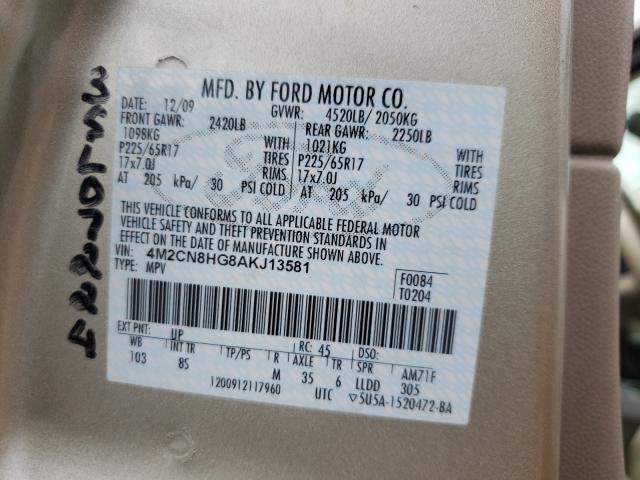 MFD. BY FORD MOTOR CO.
DATE: 12/09 GVWR: 4520LB/ 2050KG
FRONT GAWR: 2420LB REAR GAWR: 2250LB
1098KG WITH 1021KG WITH
P225/65R17 TIRES P225/65R17 TIRES
17x7.0J RIMS 17x7.0J RIMS
AT 205 kPa/ 30 PSI COLD AT 205 kPa/ 30 PSI COLD
THIS VEHICLE CONFORMS TO ALL APPLICABLE FEDERAL MOTOR
VEHICLE SAFETY AND THEFT PREVENTION STANDARDS IN
EFFECT ON THE DATE OF MANUFACTURE SHOWN ABOVE.
VIN: 4M2CN8HG8AKJ13581
TYPE: MPV
F0084
T0204
EXT PNT: UP RC: 45 DSO:
WB INT TR TP/PS R AXLE TR SPR AM71F
103 85 M 35 6 LLDD 305
1200912117960 UTC ▽5U5A-1520472-BA
Ford